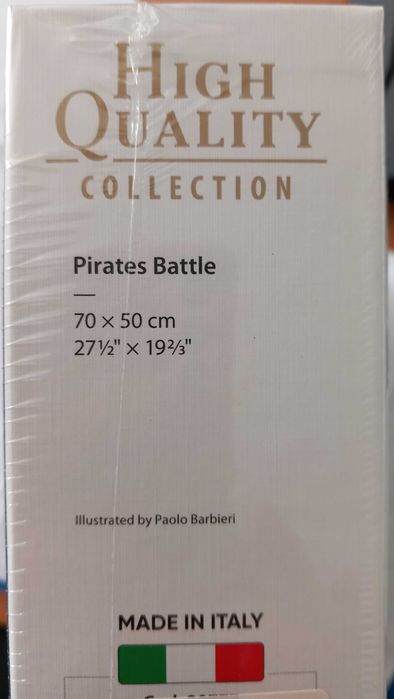 HIGH
QUALITY
COLLECTION
Pirates Battle
70 × 50 cm
27½" × 19⅔"
Illustrated by Paolo Barbieri
MADE IN ITALY